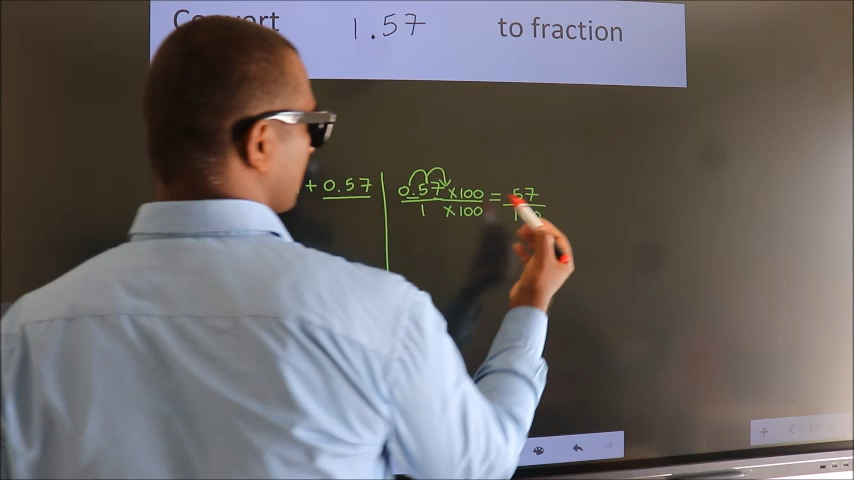 Convert 1.57 to fraction
+ 0.57 | 0.57 × 100 = 57
1 × 100